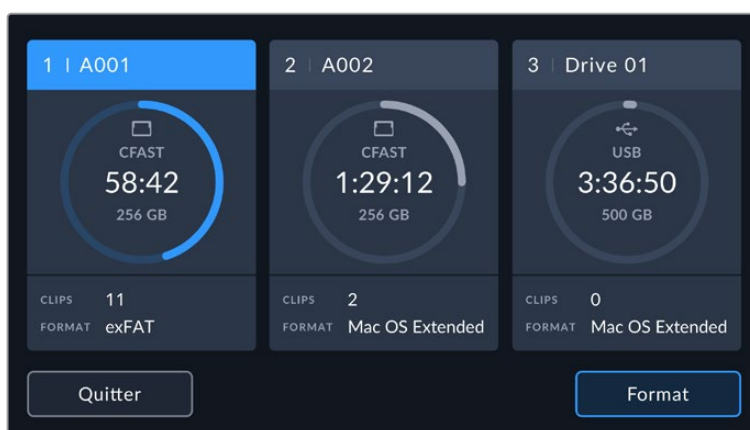 1 | A001
CFAST
58:42
256 GB
CLIPS 11
FORMAT exFAT
2 | A002
CFAST
1:29:12
256 GB
CLIPS 2
FORMAT Mac OS Extended
3 | Drive 01
USB
3:36:50
500 GB
CLIPS 0
FORMAT Mac OS Extended
Quitter
Format